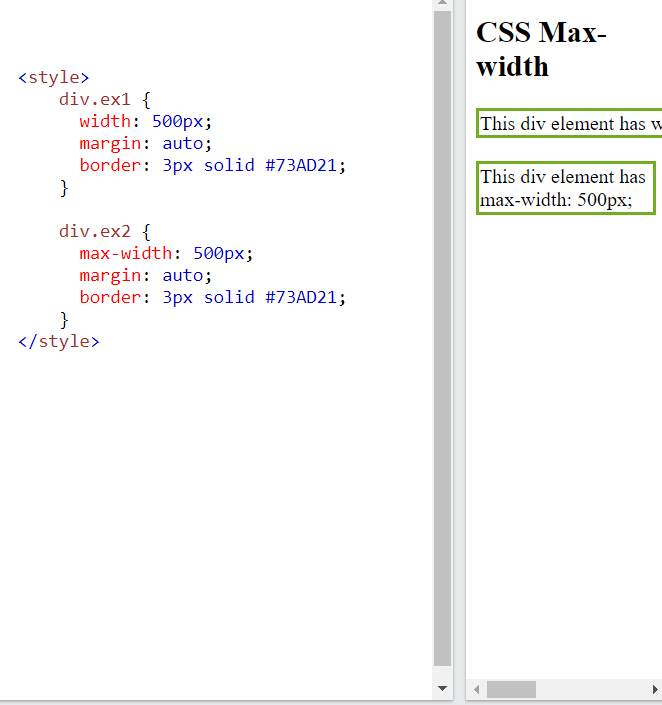 <style>
div.ex1 {
width: 500px;
margin: auto;
border: 3px solid #73AD21;
}
div.ex2 {
max-width: 500px;
margin: auto;
border: 3px solid #73AD21;
}
</style>
CSS Max-
width
This div element has w
This div element has
max-width: 500px;